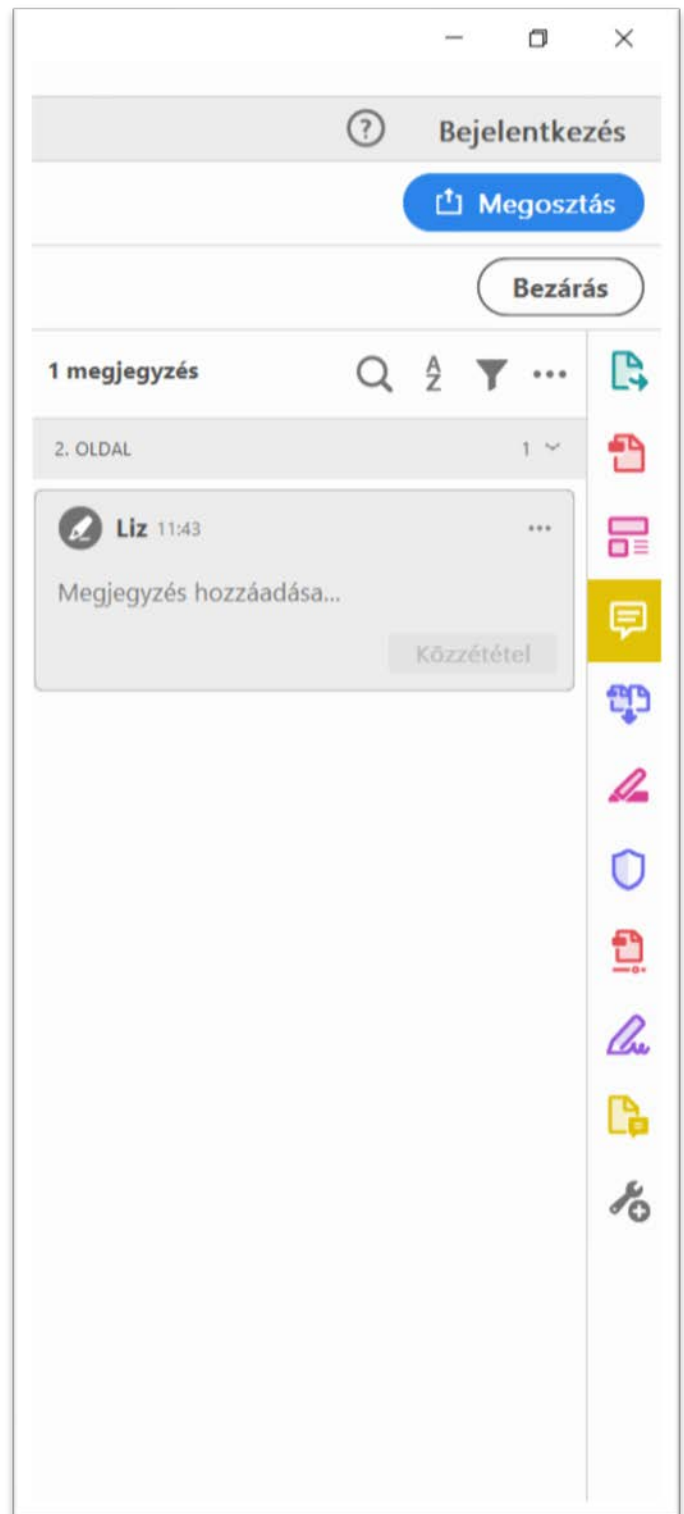 Bejelentkezés
Megosztás
Bezárás
1 megjegyzés
2. OLDAL 1
Liz 11:43
Megjegyzés hozzáadása...
Közzététel